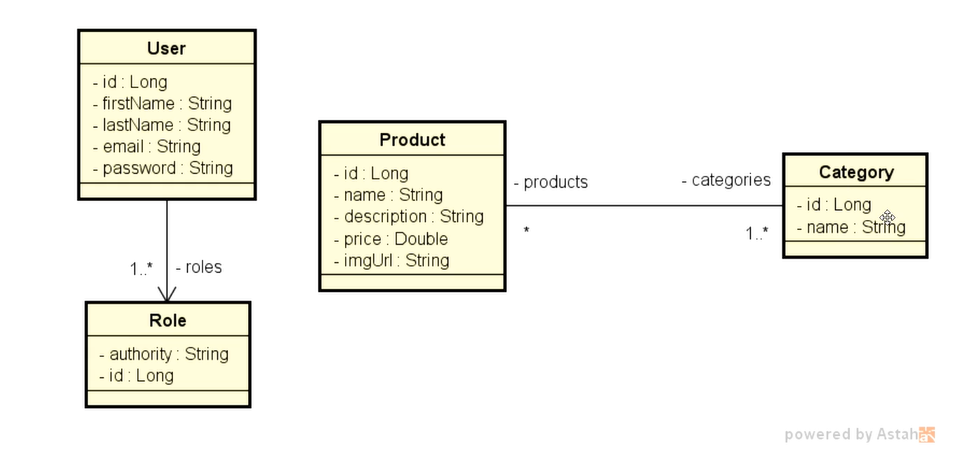 User
- id : Long
- firstName : String
- lastName : String
- email : String
- password : String
1..* - roles
Role
- authority : String
- id : Long
Product
- id : Long
- name : String
- description : String
- price : Double
- imgUrl : String
- products - categories
* 1..*
Category
- id : Long
- name : String
powered by Astah